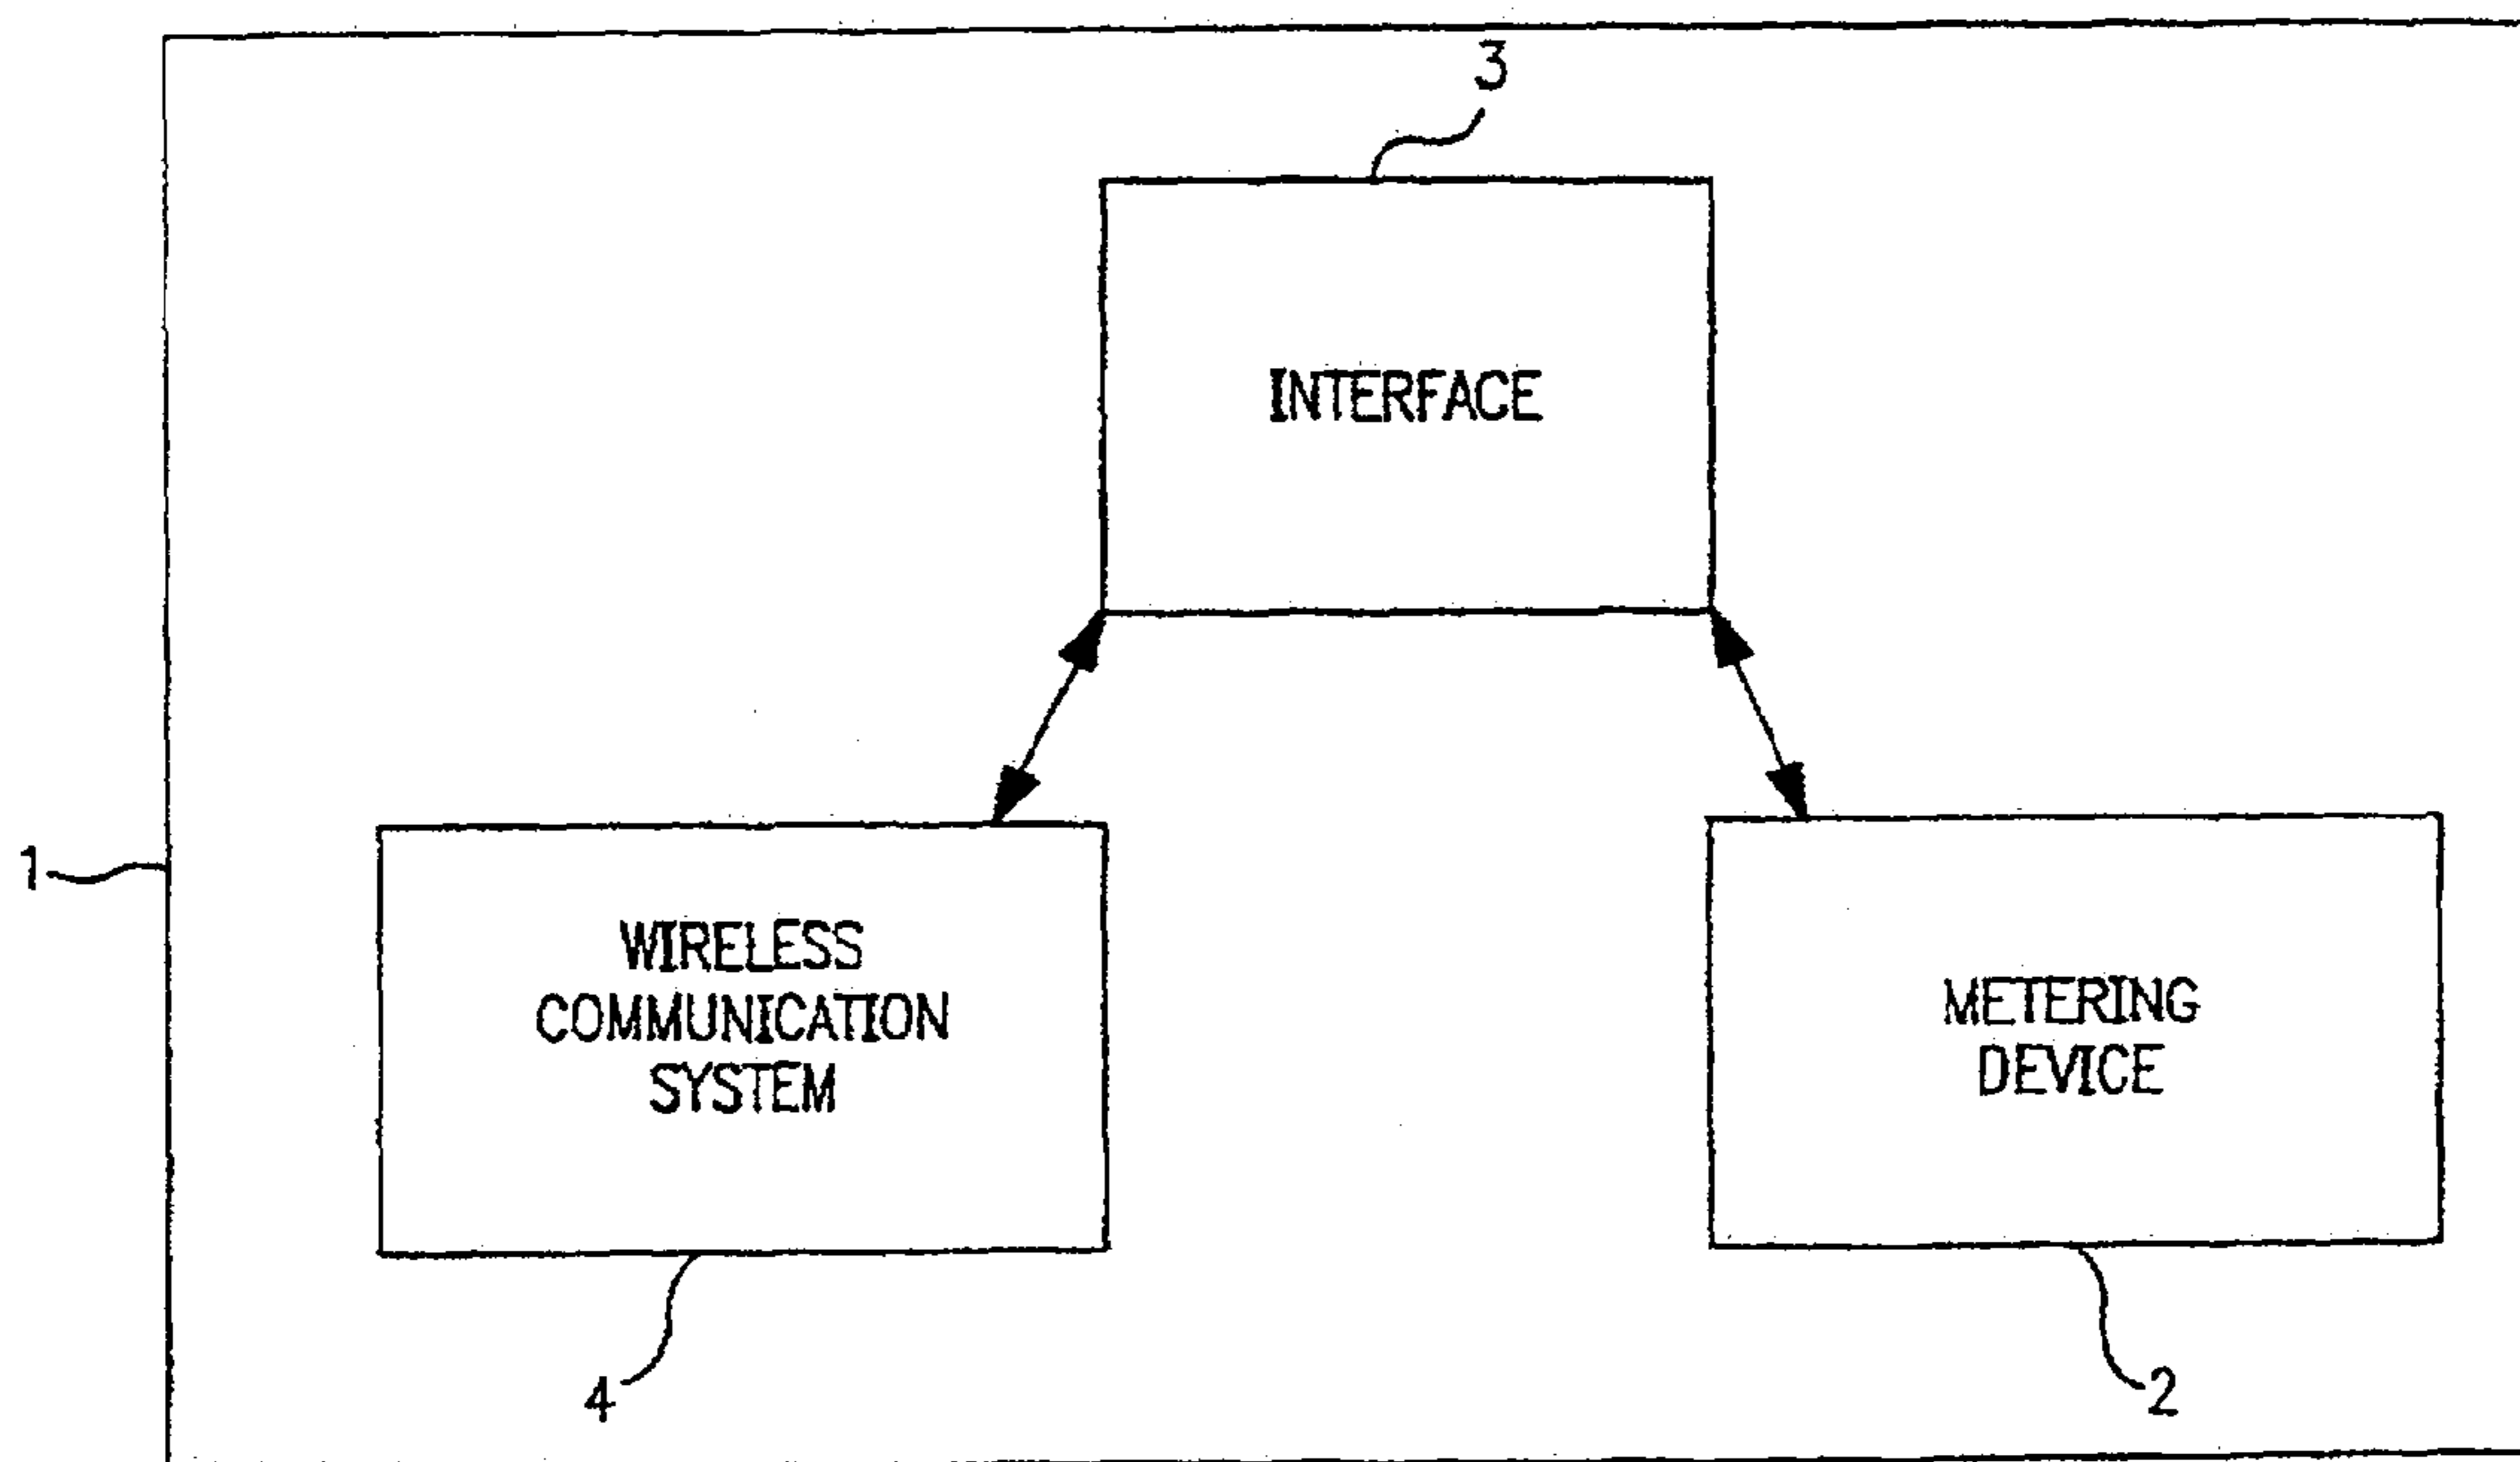 3
INTERFACE
1
WIRELESS
COMMUNICATION
SYSTEM
METERING
DEVICE
4
2